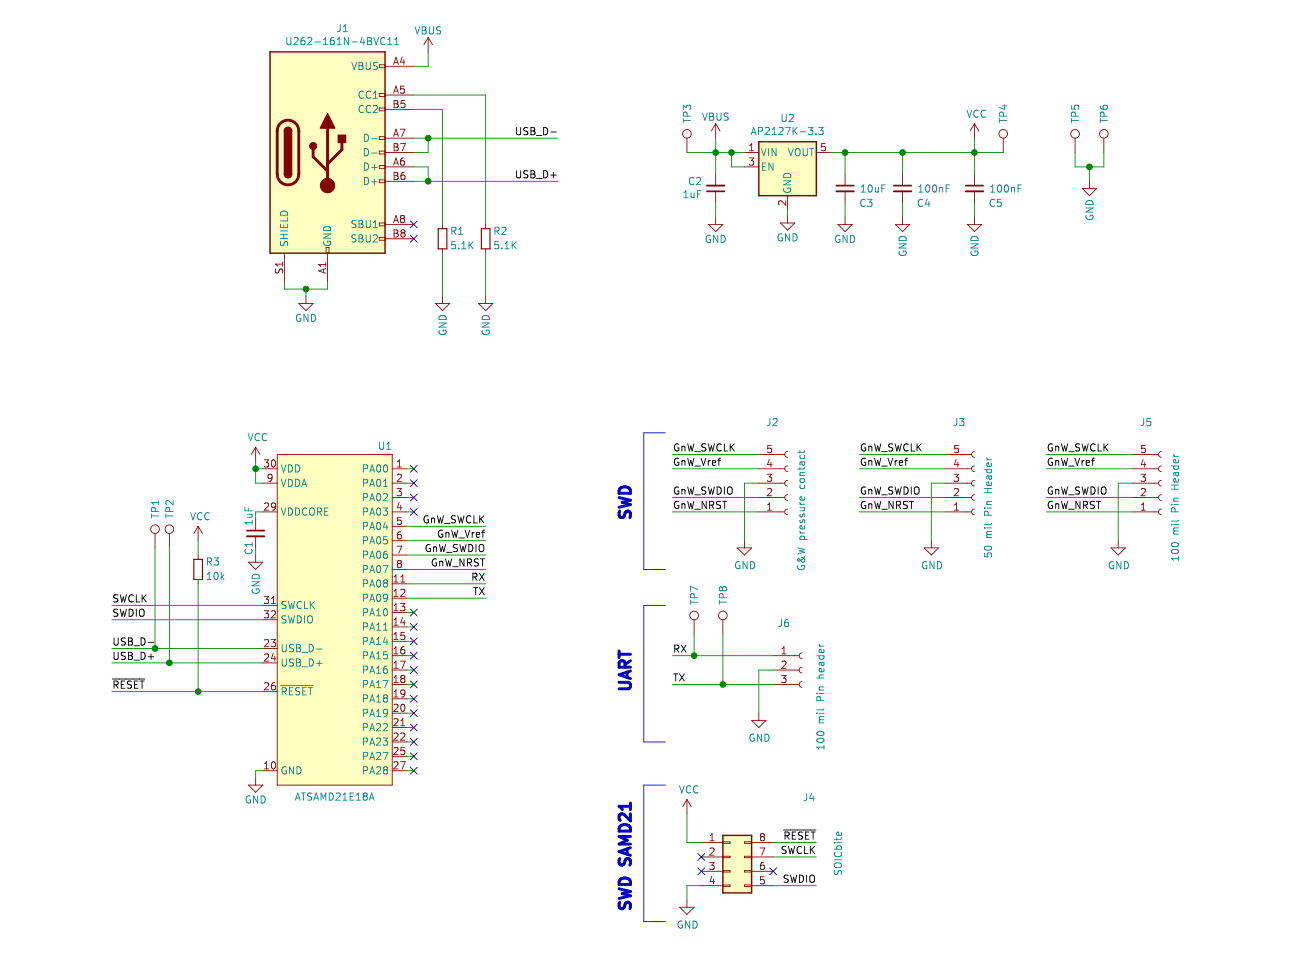 J1
U262-161N-4BVC11
VBUS
VBUS A4
CC1 A5
CC2 B5
D- A7
D- B7
D+ A6
D+ B6
SBU1 A8
SBU2 B8
SHIELD
GND
S1
A1
GND
USB_D-
USB_D+
R1
5.1K
R2
5.1K
GND
GND
TP3
VBUS
U2
AP2127K-3.3
1 VIN
3 EN
VOUT 5
GND
2
C2
1uF
GND
GND
10uF
C3
GND
100nF
C4
GND
VCC
TP4
100nF
C5
GND
TP5
TP6
GND
VCC
U1
30 VDD
9 VDDA
29 VDDCORE
1uF
C1
GND
TP1
TP2
VCC
R3
10k
SWCLK
31 SWCLK
SWDIO
32 SWDIO
USB_D-
23 USB_D-
USB_D+
24 USB_D+
RESET
26 RESET
10 GND
GND
ATSAMD21E18A
PA00 1
PA01 2
PA02 3
PA03 4
PA04 5 GnW_SWCLK
PA05 6 GnW_Vref
PA06 7 GnW_SWDIO
PA07 8 GnW_NRST
PA08 11 RX
PA09 12 TX
PA10 13
PA11 14
PA14 15
PA15 16
PA16 17
PA17 18
PA18 19
PA19 20
PA22 21
PA23 22
PA27 25
PA28 27
SWD
J2
GnW_SWCLK 5
GnW_Vref 4
3
GnW_SWDIO 2
GnW_NRST 1
GND
G&W pressure contact
J3
GnW_SWCLK 5
GnW_Vref 4
3
GnW_SWDIO 2
GnW_NRST 1
GND
50 mil Pin Header
J5
GnW_SWCLK 5
GnW_Vref 4
3
GnW_SWDIO 2
GnW_NRST 1
GND
100 mil Pin Header
UART
TP7
TP8
J6
RX 1
2
TX 3
GND
100 mil Pin header
SWD SAMD21
VCC
J4
1 8 RESET
2 7 SWCLK
3 6
4 5 SWDIO
GND
SOICbite